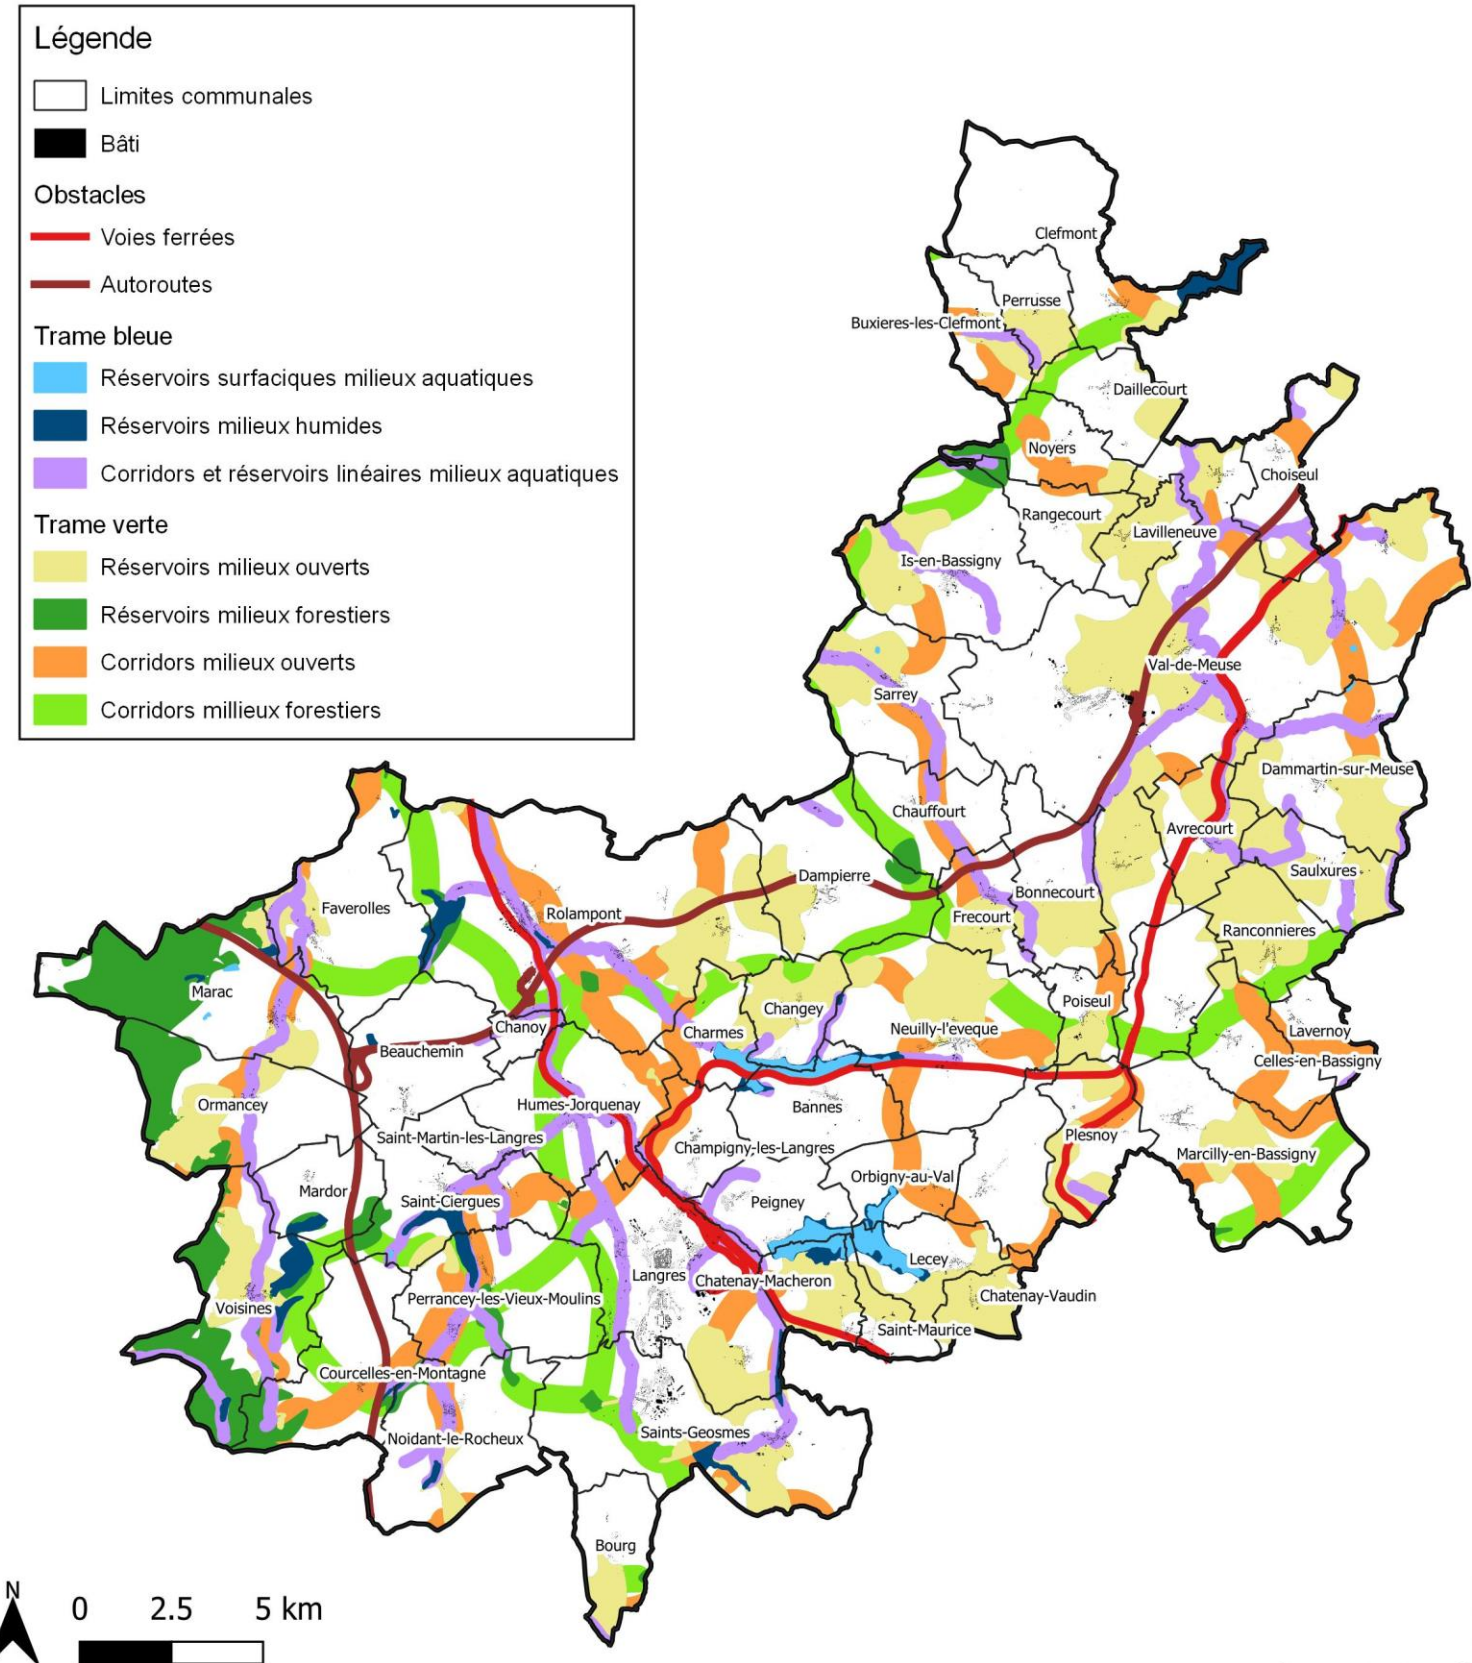 Légende
Limites communales
Bâti
Obstacles
Voies ferrées
Autoroutes
Trame bleue
Réservoirs surfaciques milieux aquatiques
Réservoirs milieux humides
Corridors et réservoirs linéaires milieux aquatiques
Trame verte
Réservoirs milieux ouverts
Réservoirs milieux forestiers
Corridors milieux ouverts
Corridors millieux forestiers
Clefmont
Perrusse
Buxieres-les-Clefmont
Daillecourt
Noyers
Choiseul
Rangecourt
Lavilleneuve
Is-en-Bassigny
Val-de-Meuse
Sarrey
Dammartin-sur-Meuse
Chauffourt
Avrecourt
Saulxures
Dampierre
Bonnecourt
Frecourt
Rolampont
Faverolles
Ranconnieres
Marac
Changey
Poiseul
Chanoy
Charmes
Neuilly-l'eveque
Lavernoy
Beauchemin
Celles-en-Bassigny
Ormancey
Humes-Jorquenay
Bannes
Saint-Martin-les-Langres
Champigny-les-Langres
Plesnoy
Marcilly-en-Bassigny
Mardor
Saint-Ciergues
Peigney
Orbigny-au-Val
Lecey
Langres
Chatenay-Macheron
Chatenay-Vaudin
Voisines
Perrancey-les-Vieux-Moulins
Saint-Maurice
Courcelles-en-Montagne
Noidant-le-Rocheux
Saints-Geosmes
Bourg
N
0 2.5 5 km